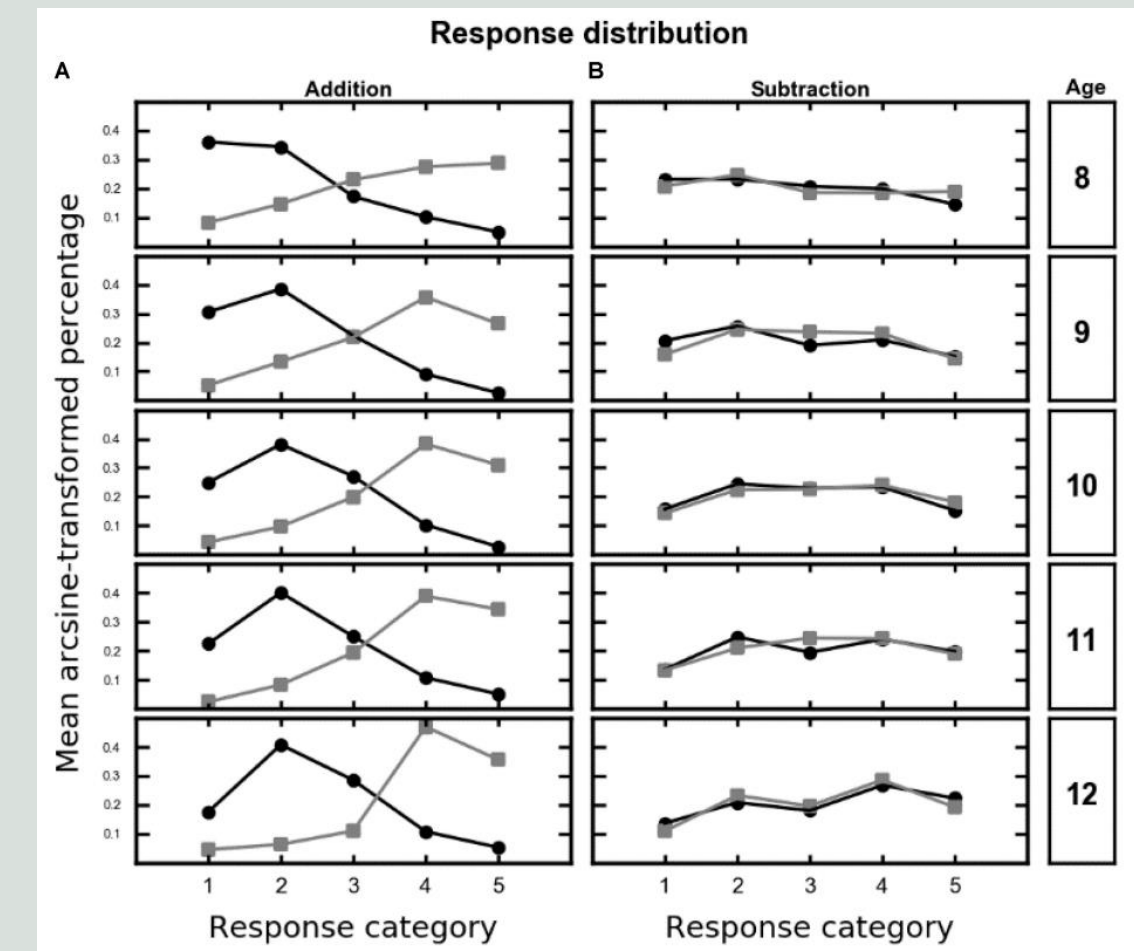 Response distribution
A
B
Addition
Subtraction
Age
0.4
0.3
0.2
0.1
8
0.4
0.3
0.2
0.1
9
0.4
0.3
0.2
0.1
10
0.4
0.3
0.2
0.1
11
0.4
0.3
0.2
0.1
12
Mean arcsine-transformed percentage
1 2 3 4 5
1 2 3 4 5
Response category
Response category